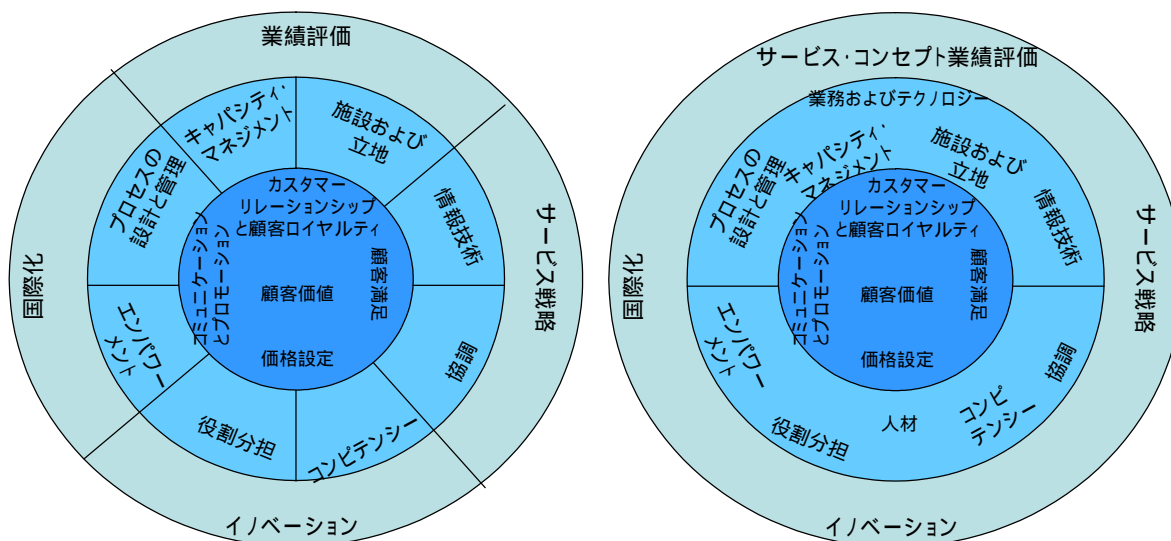 業績評価
キャパシティ・
マネジメント
施設および
立地
プロセスの
設計と管理
情報技術
カスタマー
リレーションシップ
と顧客ロイヤルティ
コミュニケーション
とプロモーション
顧客満足
顧客価値
価格設定
国際化
サービス戦略
エンパワー
メント
協調
役割分担
コンピテンシー
イノベーション
サービス・コンセプト業績評価
業務およびテクノロジー
キャパシティ・
マネジメント
施設および
立地
プロセスの
設計と管理
情報技術
カスタマー
リレーションシップ
と顧客ロイヤルティ
コミュニケーション
とプロモーション
顧客満足
顧客価値
価格設定
国際化
サービス戦略
エンパワー
メント
協調
コンピ
テンシー
人材
役割分担
イノベーション